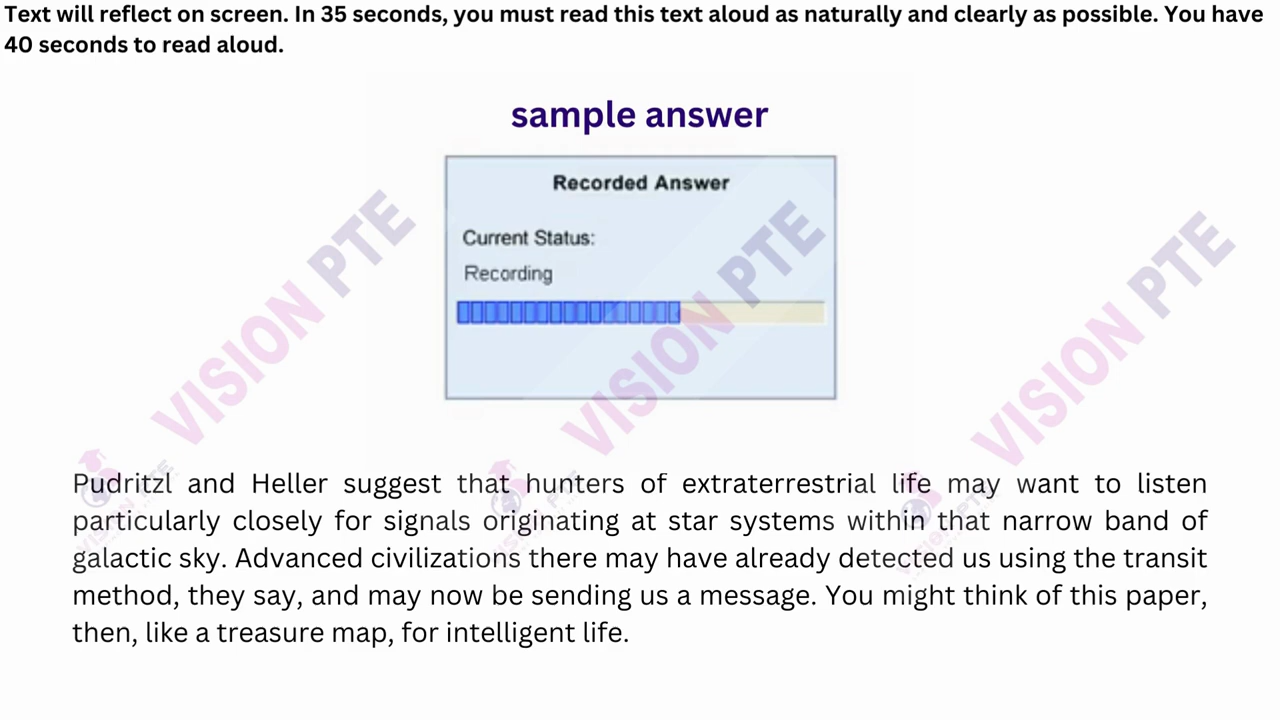 Text will reflect on screen. In 35 seconds, you must read this text aloud as naturally and clearly as possible. You have
40 seconds to read aloud.
sample answer
Recorded Answer
Current Status:
Recording
VISION PTE
VISION PTE
VISION PTE
Pudritzl and Heller suggest that hunters of extraterrestrial life may want to listen
particularly closely for signals originating at star systems within that narrow band of
galactic sky. Advanced civilizations there may have already detected us using the transit
method, they say, and may now be sending us a message. You might think of this paper,
then, like a treasure map, for intelligent life.